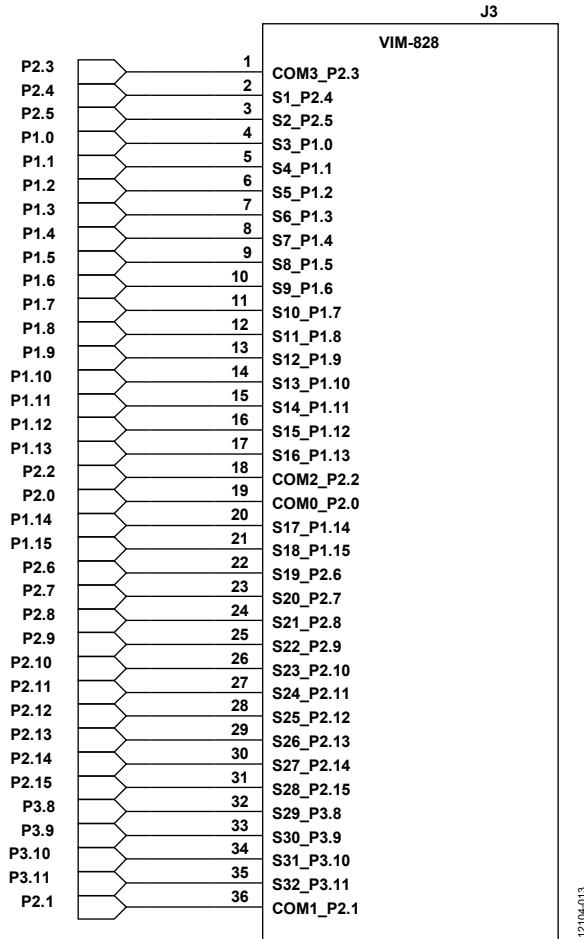 J3
VIM-828
P2.3 1 COM3_P2.3
P2.4 2 S1_P2.4
P2.5 3 S2_P2.5
P1.0 4 S3_P1.0
P1.1 5 S4_P1.1
P1.2 6 S5_P1.2
P1.3 7 S6_P1.3
P1.4 8 S7_P1.4
P1.5 9 S8_P1.5
P1.6 10 S9_P1.6
P1.7 11 S10_P1.7
P1.8 12 S11_P1.8
P1.9 13 S12_P1.9
P1.10 14 S13_P1.10
P1.11 15 S14_P1.11
P1.12 16 S15_P1.12
P1.13 17 S16_P1.13
P2.2 18 COM2_P2.2
P2.0 19 COM0_P2.0
P1.14 20 S17_P1.14
P1.15 21 S18_P1.15
P2.6 22 S19_P2.6
P2.7 23 S20_P2.7
P2.8 24 S21_P2.8
P2.9 25 S22_P2.9
P2.10 26 S23_P2.10
P2.11 27 S24_P2.11
P2.12 28 S25_P2.12
P2.13 29 S26_P2.13
P2.14 30 S27_P2.14
P2.15 31 S28_P2.15
P3.8 32 S29_P3.8
P3.9 33 S30_P3.9
P3.10 34 S31_P3.10
P3.11 35 S32_P3.11
P2.1 36 COM1_P2.1
12104-013